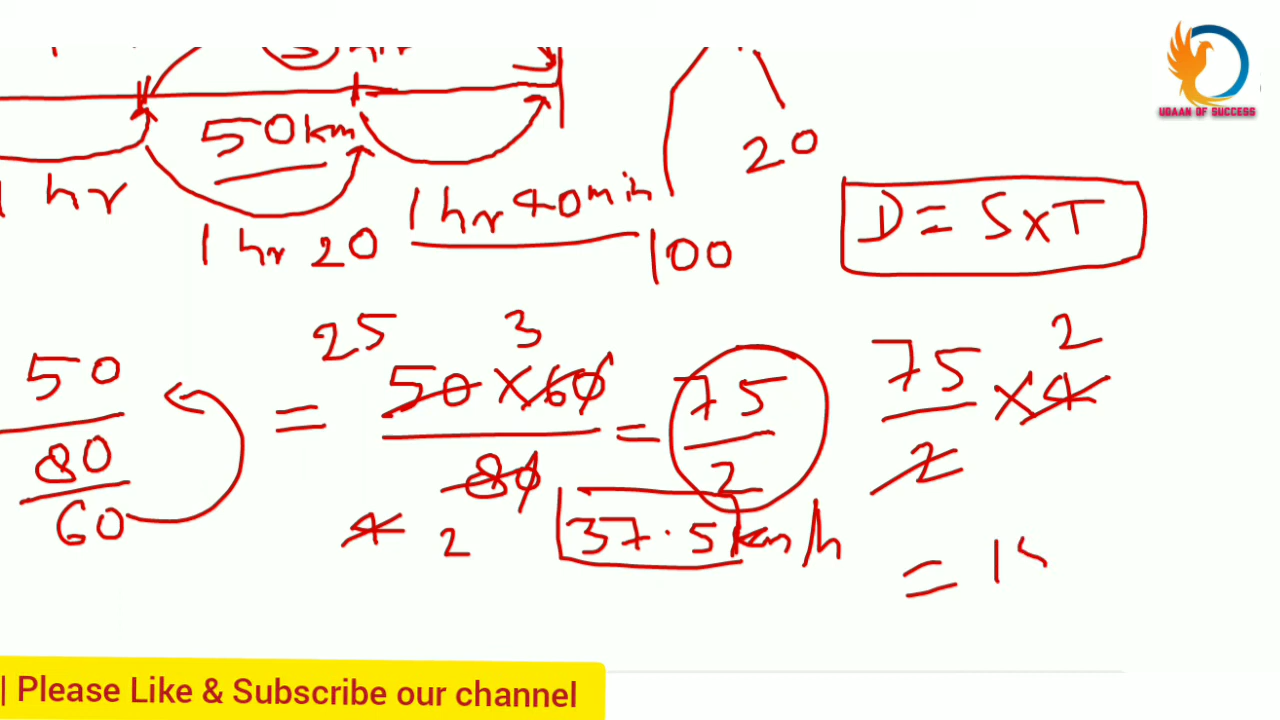 UDAAN OF SUCCESS
50 km
20
1 hr 40 min
hr
1 hr 20
100
D = S x T
50/80/60 = 50 x 60/80 = 75/2
25 3
4 2
37.5 km/h
75/2 x 4
2
= 15
| Please Like & Subscribe our channel